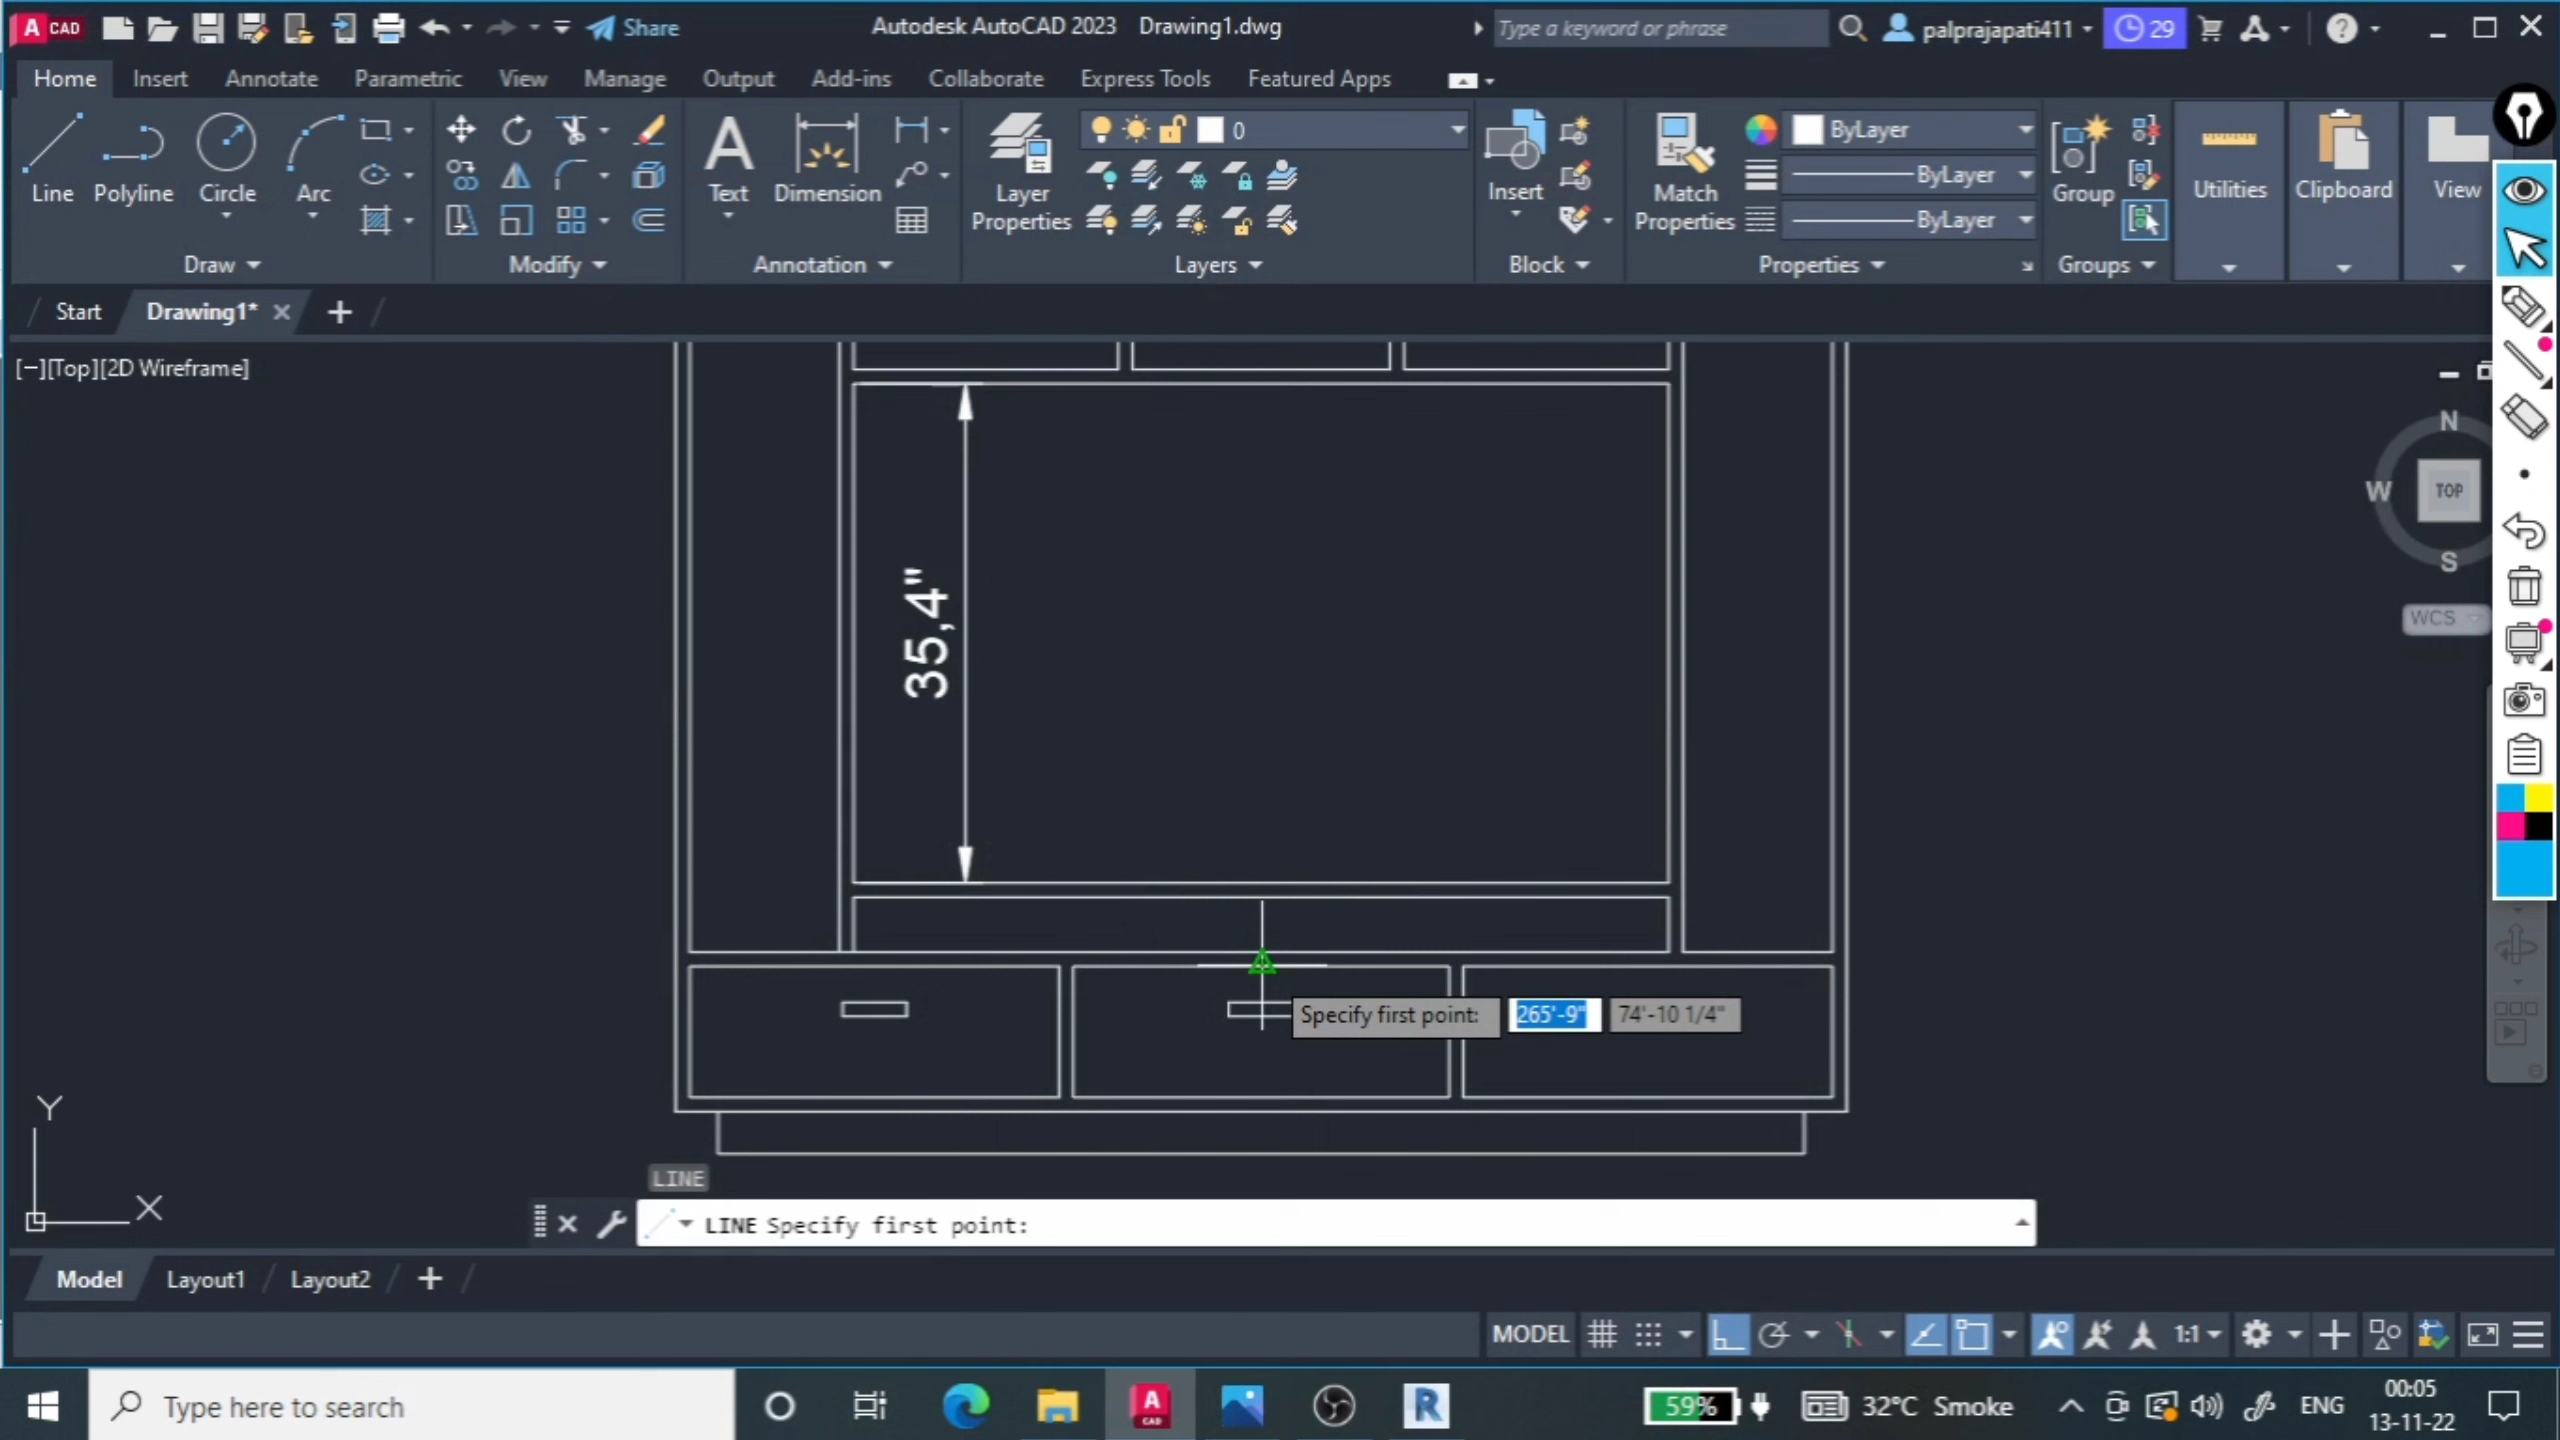 A CAD Share Autodesk AutoCAD 2023 Drawing1.dwg Type a keyword or phrase palprajapati411 29
Home Insert Annotate Parametric View Manage Output Add-ins Collaborate Express Tools Featured Apps
0 ByLayer
Line Polyline Circle Arc Text Dimension Layer Properties Insert ByLayer Match Properties Group Utilities Clipboard View
ByLayer
Draw Modify Annotation Layers Block Properties Groups
Start Drawing1*
[−][Top][2D Wireframe]
N
W TOP
S
WCS
35,4"
Specify first point: 265'-9" 74'-10 1/4"
Y
X
LINE
LINE Specify first point:
Model Layout1 Layout2
MODEL 1:1
Type here to search A CAD R 59% 32°C Smoke ENG 00:05
13-11-22